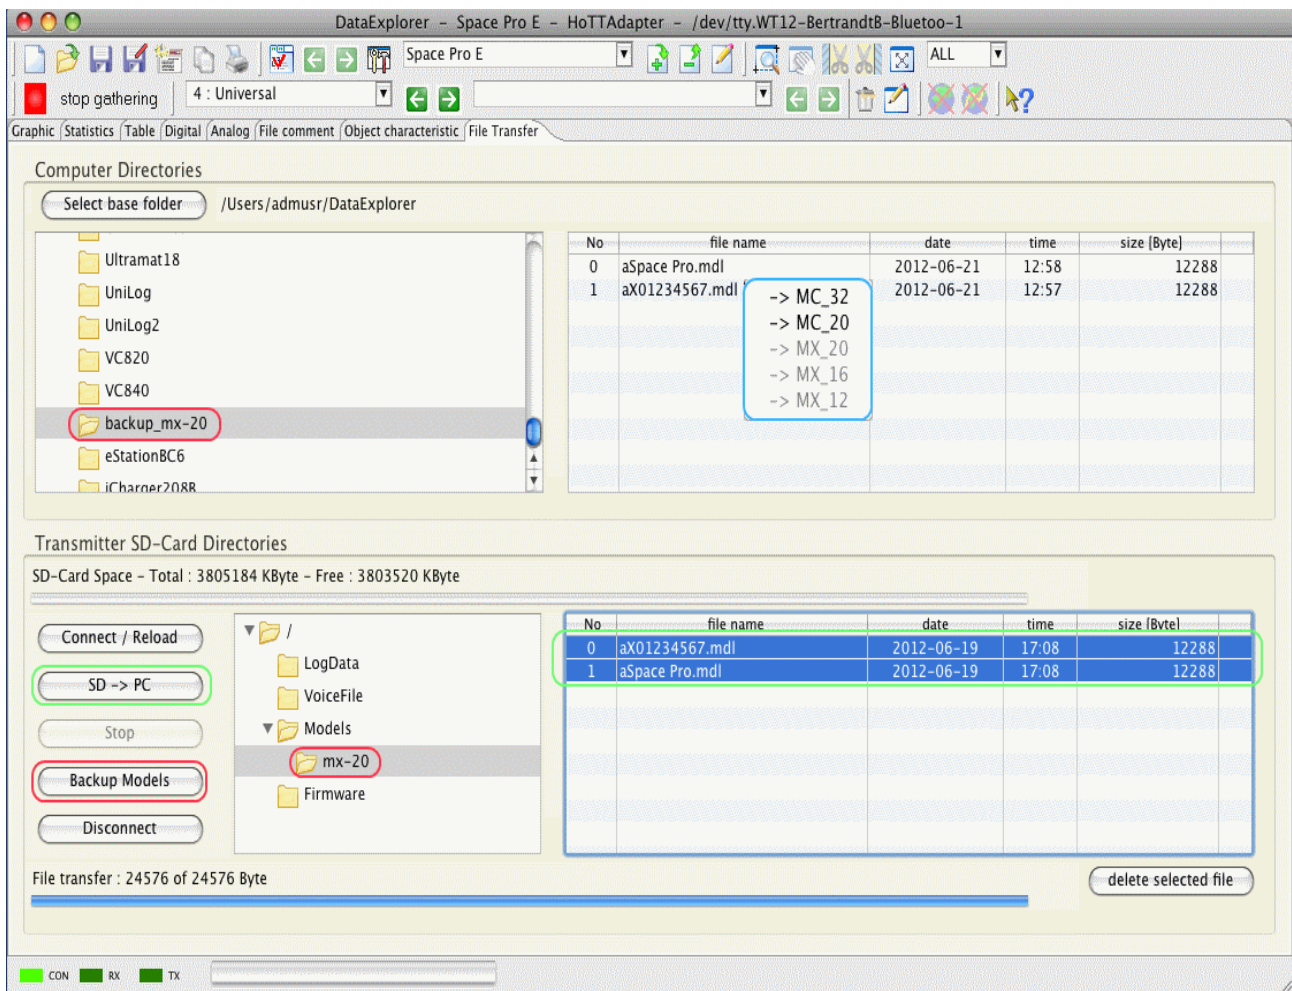 DataExplorer – Space Pro E – HoTTAdapter – /dev/tty.WT12-BertrandtB-Bluetoo-1
Space Pro E
ALL
stop gathering
4 : Universal
Graphic Statistics Table Digital Analog File comment Object characteristic File Transfer
Computer Directories
Select base folder /Users/admusr/DataExplorer
Ultramat18
UniLog
UniLog2
VC820
VC840
backup_mx-20
eStationBC6
iCharger208B
No file name date time size [Byte]
0 aSpace Pro.mdl 2012-06-21 12:58 12288
1 aX01234567.mdl 2012-06-21 12:57 12288
-> MC_32
-> MC_20
-> MX_20
-> MX_16
-> MX_12
Transmitter SD-Card Directories
SD-Card Space – Total : 3805184 KByte – Free : 3803520 KByte
Connect / Reload
SD -> PC
Stop
Backup Models
Disconnect
/
LogData
VoiceFile
Models
mx-20
Firmware
No file name date time size [Byte]
0 aX01234567.mdl 2012-06-19 17:08 12288
1 aSpace Pro.mdl 2012-06-19 17:08 12288
File transfer : 24576 of 24576 Byte
delete selected file
CON RX TX